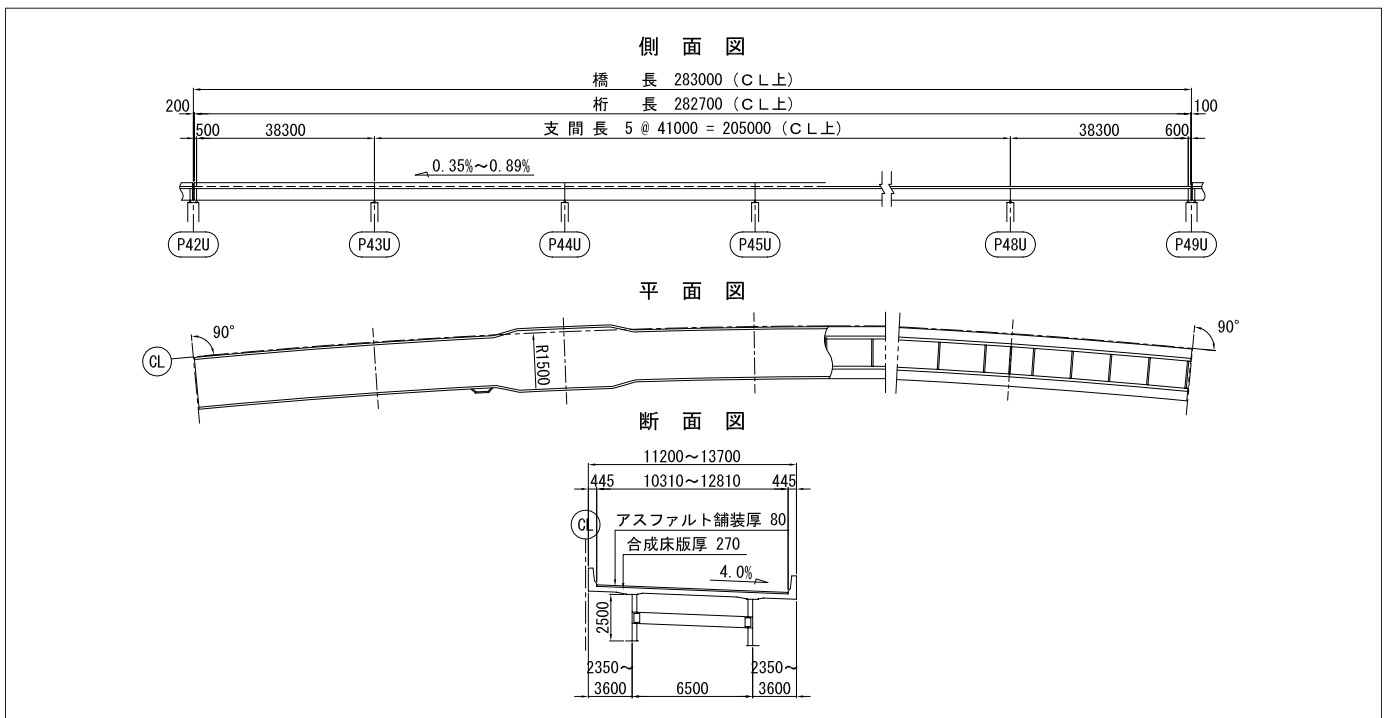 側 面 図
橋 長 283000 (CL上)
200 桁 長 282700 (CL上) 100
500 38300 支 間 長 5 @ 41000 = 205000 (CL上) 38300 600
0.35%~0.89%
P42U P43U P44U P45U P48U P49U
平 面 図
90° 90°
CL
R1500
断 面 図
11200~13700
445 10310~12810 445
CL アスファルト舗装厚 80
合成床版厚 270
4.0%
2500
2350~ 2350~
3600 6500 3600